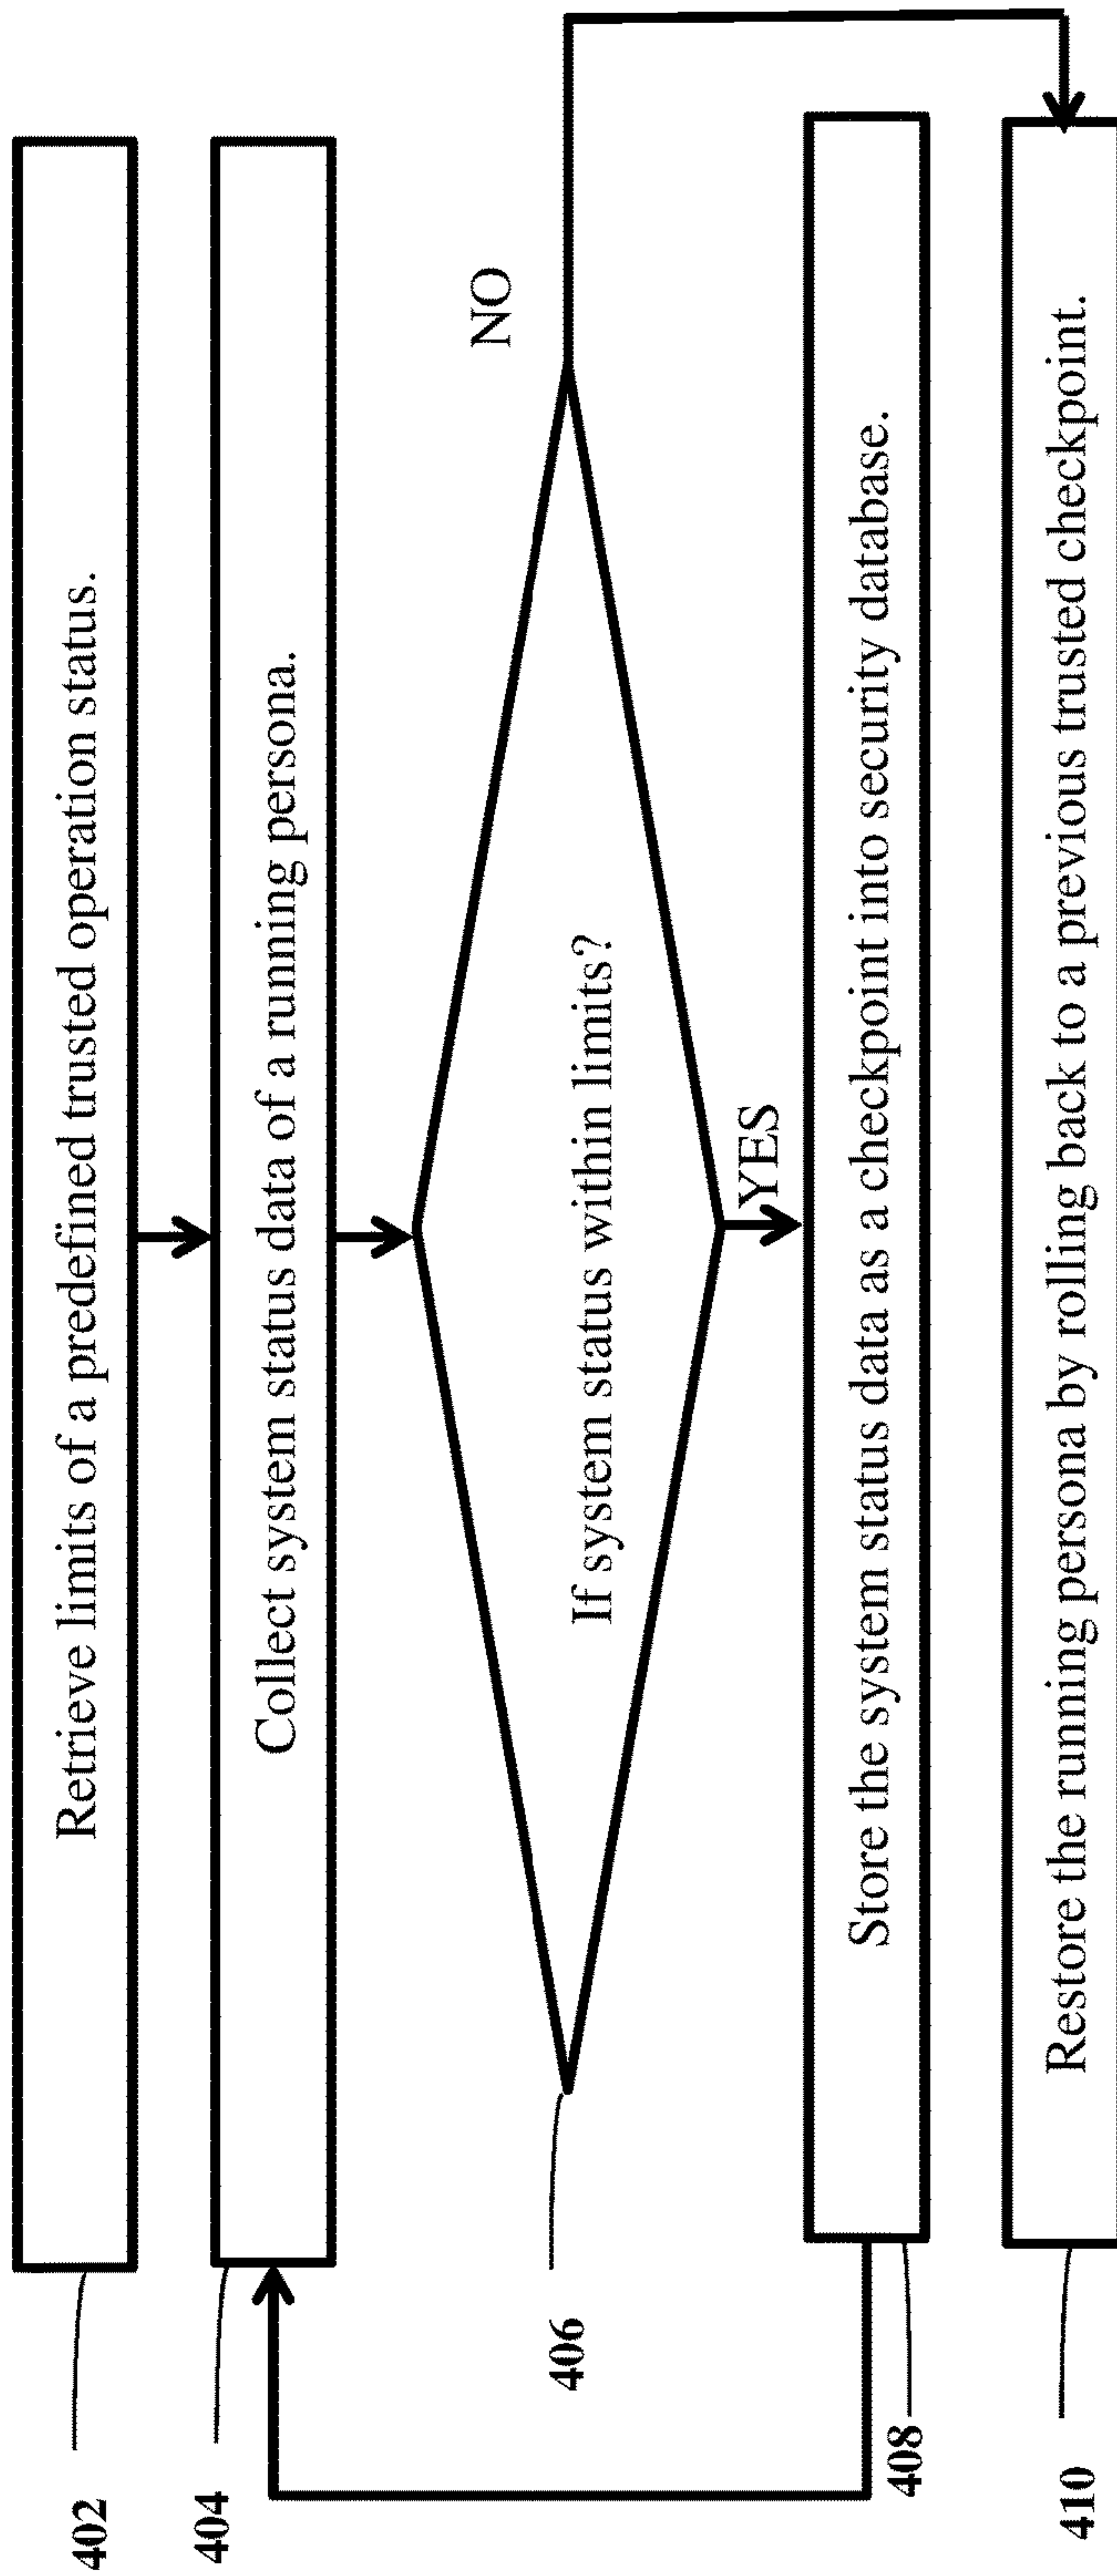 402
Retrieve limits of a predefined trusted operation status.
404
Collect system status data of a running persona.
406
If system status within limits?
NO
YES
408
Store the system status data as a checkpoint into security database.
410
Restore the running persona by rolling back to a previous trusted checkpoint.